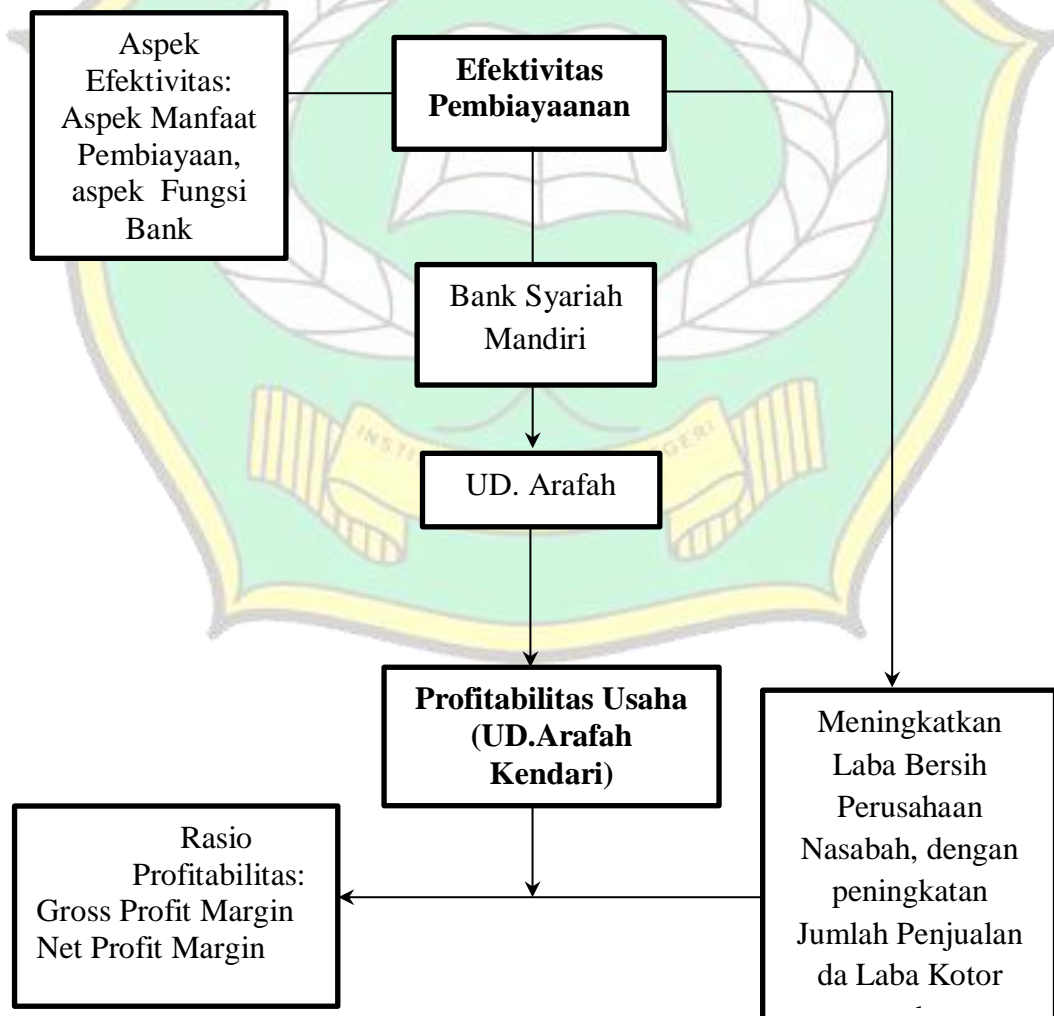 Aspek
Efektivitas:
Aspek Manfaat
Pembiayaan,
aspek Fungsi
Bank
Efektivitas
Pembiayaanan
Bank Syariah
Mandiri
INSTI
GERI
UD. Arafah
Profitabilitas Usaha
(UD.Arafah
Kendari)
Rasio
Profitabilitas:
Gross Profit Margin
Net Profit Margin
Meningkatkan
Laba Bersih
Perusahaan
Nasabah, dengan
peningkatan
Jumlah Penjualan
da Laba Kotor